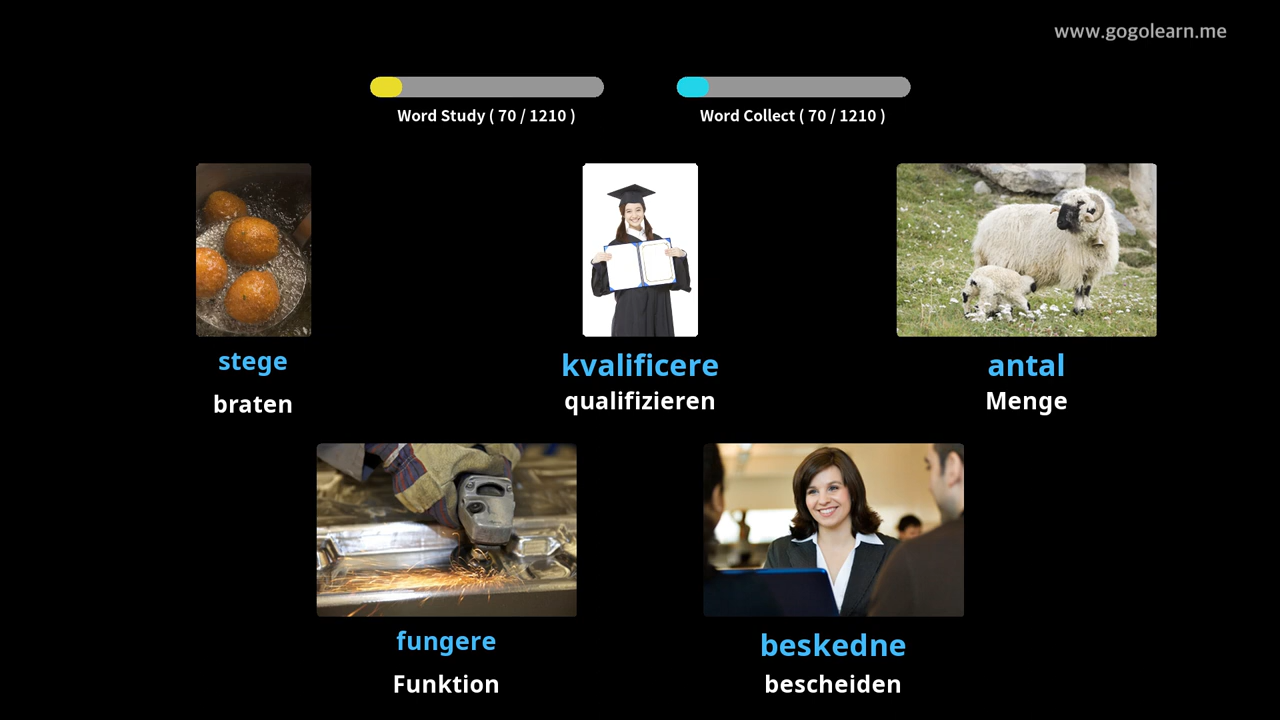 www.gogolearn.me
Word Study ( 70 / 1210 )
Word Collect ( 70 / 1210 )
stege
braten
kvalificere
qualifizieren
antal
Menge
fungere
Funktion
beskedne
bescheiden